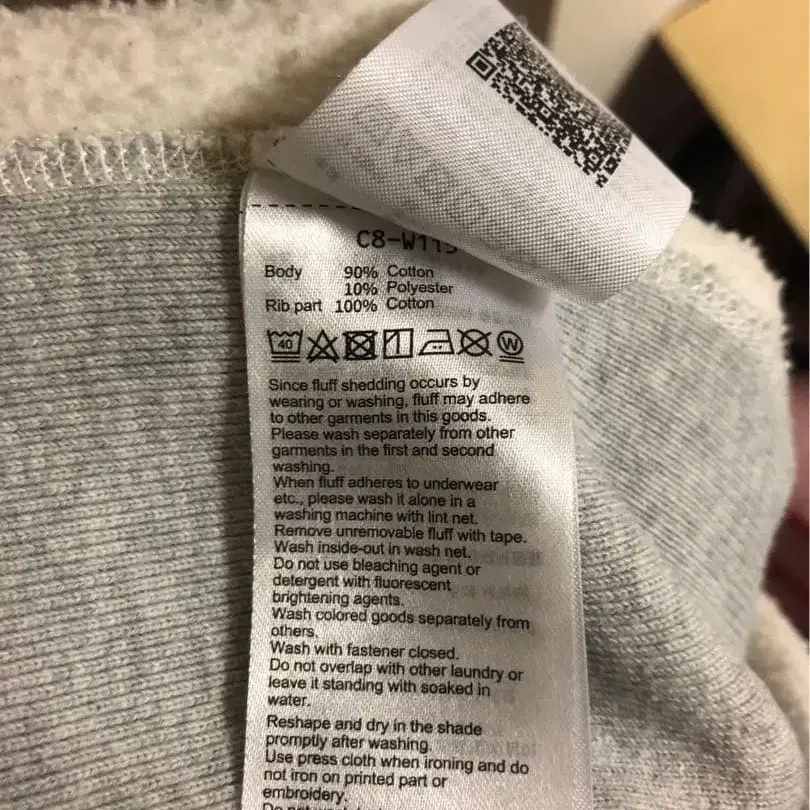 C8-W115
Body 90% Cotton
10% Polyester
Rib part 100% Cotton
40
W
Since fluff shedding occurs by
wearing or washing, fluff may adhere
to other garments in this goods.
Please wash separately from other
garments in the first and second
washing.
When fluff adheres to underwear
etc., please wash it alone in a
washing machine with lint net.
Remove unremovable fluff with tape.
Wash inside-out in wash net.
Do not use bleaching agent or
detergent with fluorescent
brightening agents.
Wash colored goods separately from
others.
Wash with fastener closed.
Do not overlap with other laundry or
leave it standing with soaked in
water.
Reshape and dry in the shade
promptly after washing.
Use press cloth when ironing and do
not iron on printed part or
embroidery.